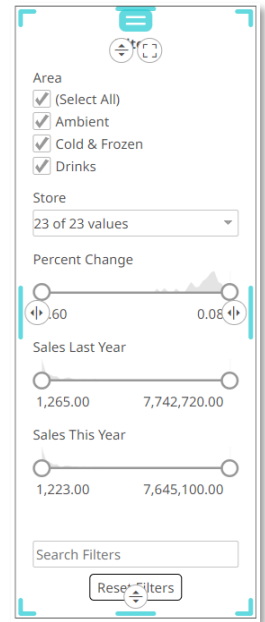 Area
(Select All)
Ambient
Cold & Frozen
Drinks
Store
23 of 23 values
Percent Change
.60 0.08
Sales Last Year
1,265.00 7,742,720.00
Sales This Year
1,223.00 7,645,100.00
Search Filters
Reset Filters